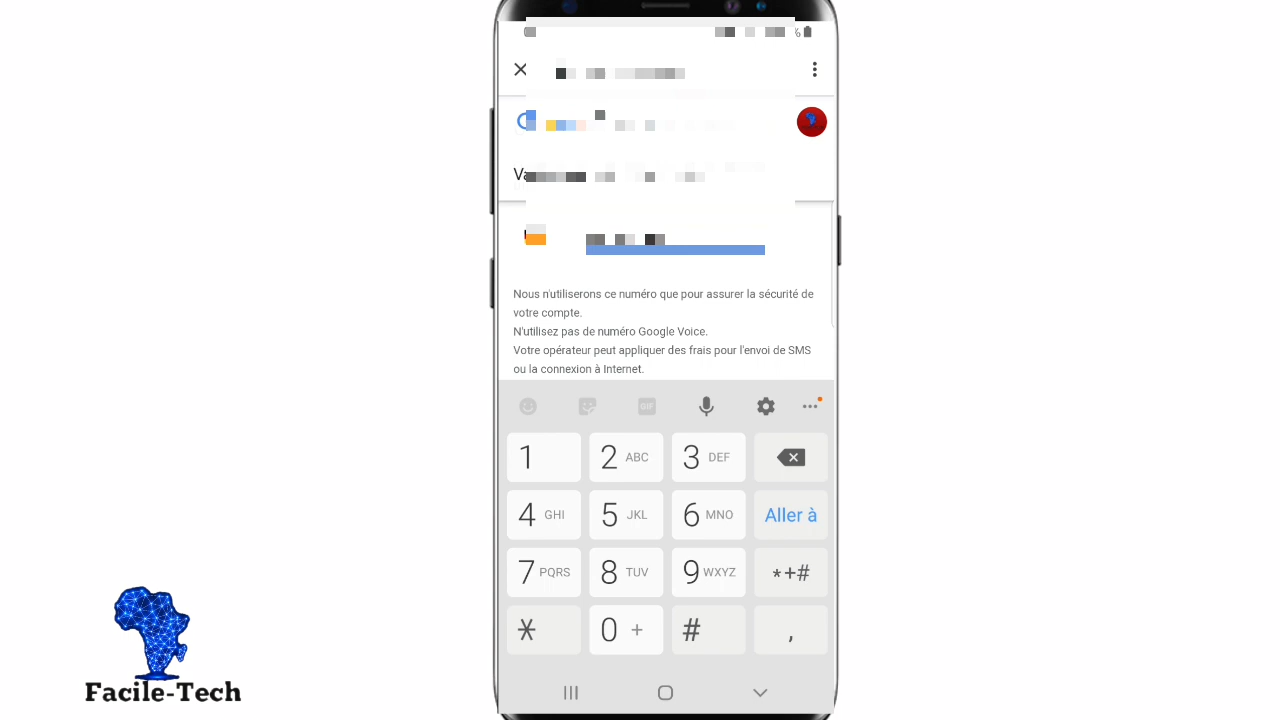 Nous n'utiliserons ce numéro que pour assurer la sécurité de
votre compte.
N'utilisez pas de numéro Google Voice.
Votre opérateur peut appliquer des frais pour l'envoi de SMS
ou la connexion à Internet.
GIF
1 2 ABC 3 DEF
4 GHI 5 JKL 6 MNO Aller à
7 PQRS 8 TUV 9 WXYZ *+#
* 0 + # ,
Facile-Tech